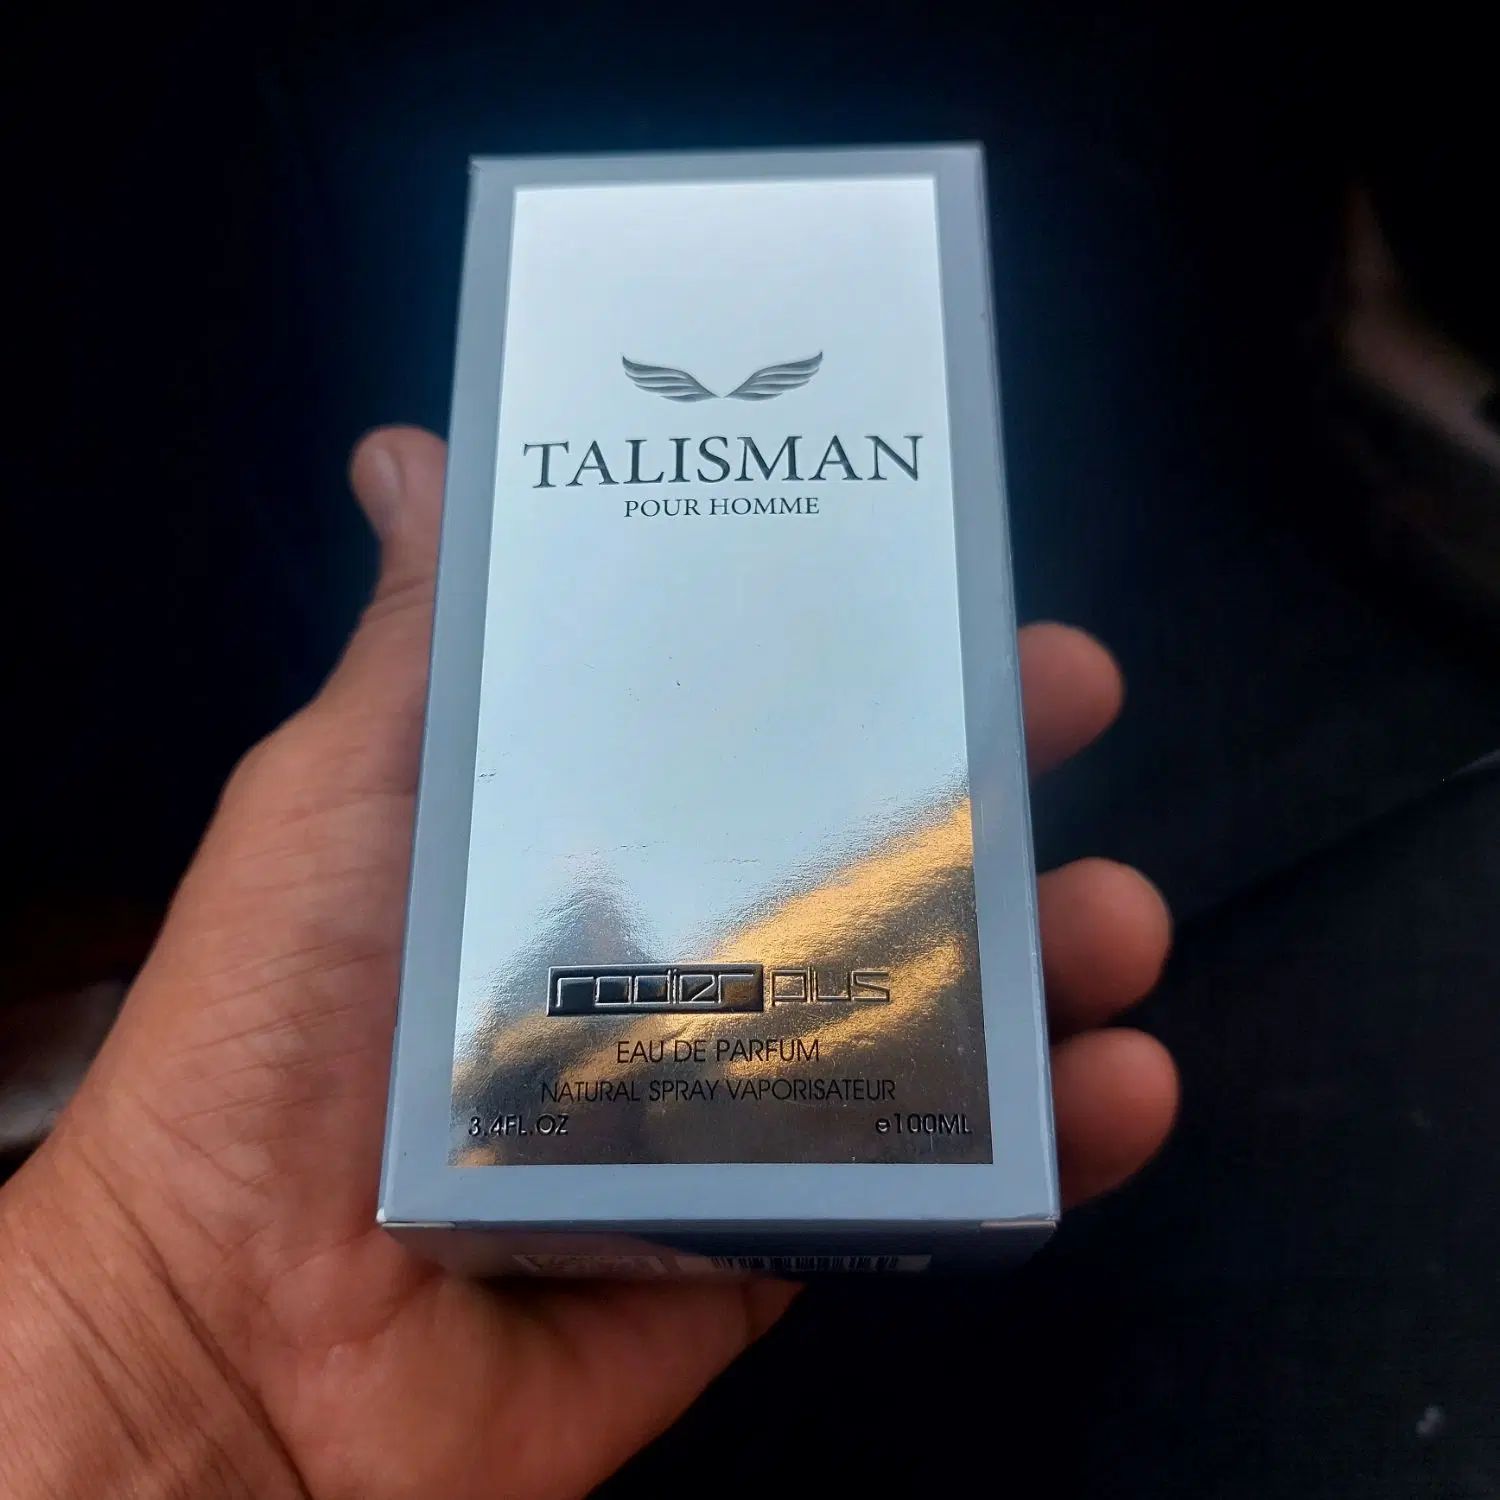 TALISMAN
POUR HOMME
rodier plus
EAU DE PARFUM
NATURAL SPRAY VAPORISATEUR
3.4FL.OZ e100ML